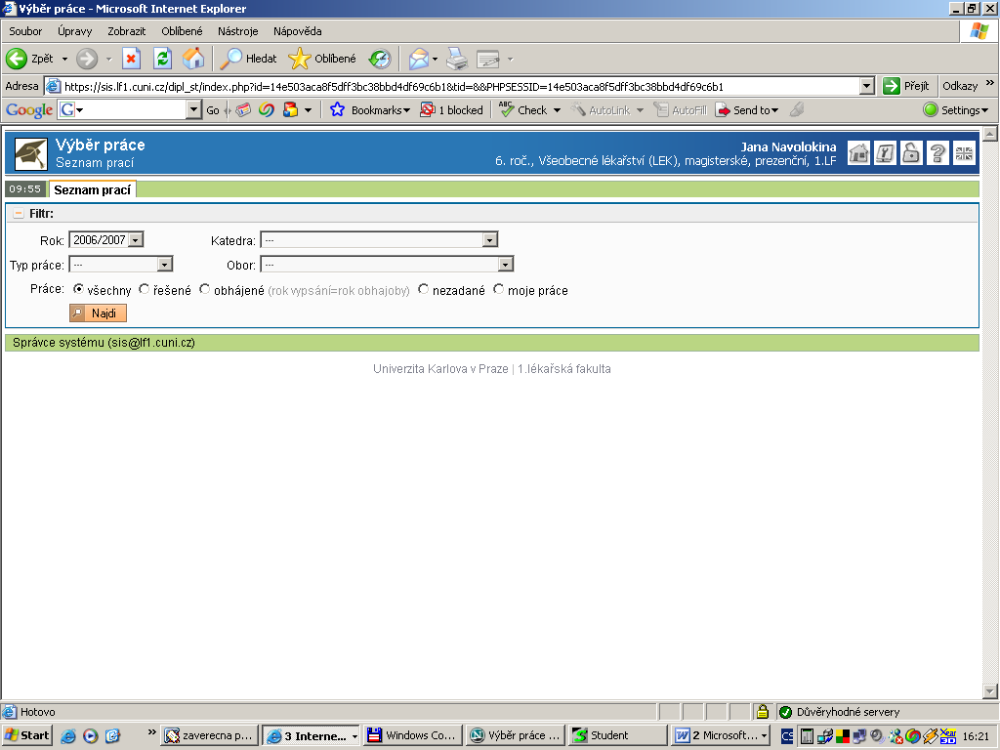 Výběr práce - Microsoft Internet Explorer
Soubor Úpravy Zobrazit Oblíbené Nástroje Nápověda
Zpět Hledat Oblíbené
Adresa https://sis.lf1.cuni.cz/dipl_st/index.php?id=14e503aca8f5dff3bc38bbd4df69c6b1&tid=&&PHPSESSID=14e503aca8f5dff3bc38bbd4df69c6b1 Přejít Odkazy »
Google G Go Bookmarks 1 blocked ABC Check AutoLink AutoFill Send to Settings
Výběr práce
Seznam prací
Jana Navolokina
6. roč., Všeobecné lékařství (LEK), magisterské, prezenční, 1.LF
09:55 Seznam prací
Filtr:
Rok: 2006/2007 Katedra: ---
Typ práce: --- Obor: ---
Práce: všechny řešené obhájené (rok vypsání=rok obhajoby) nezadané moje práce
Najdi
Správce systému (sis@lf1.cuni.cz)
Univerzita Karlova v Praze | 1.lékařská fakulta
Hotovo Důvěryhodné servery
Start » zaverecna p... 3 Interne... Windows Co... Výběr práce ... Student 2 Microsoft... CS 16:21